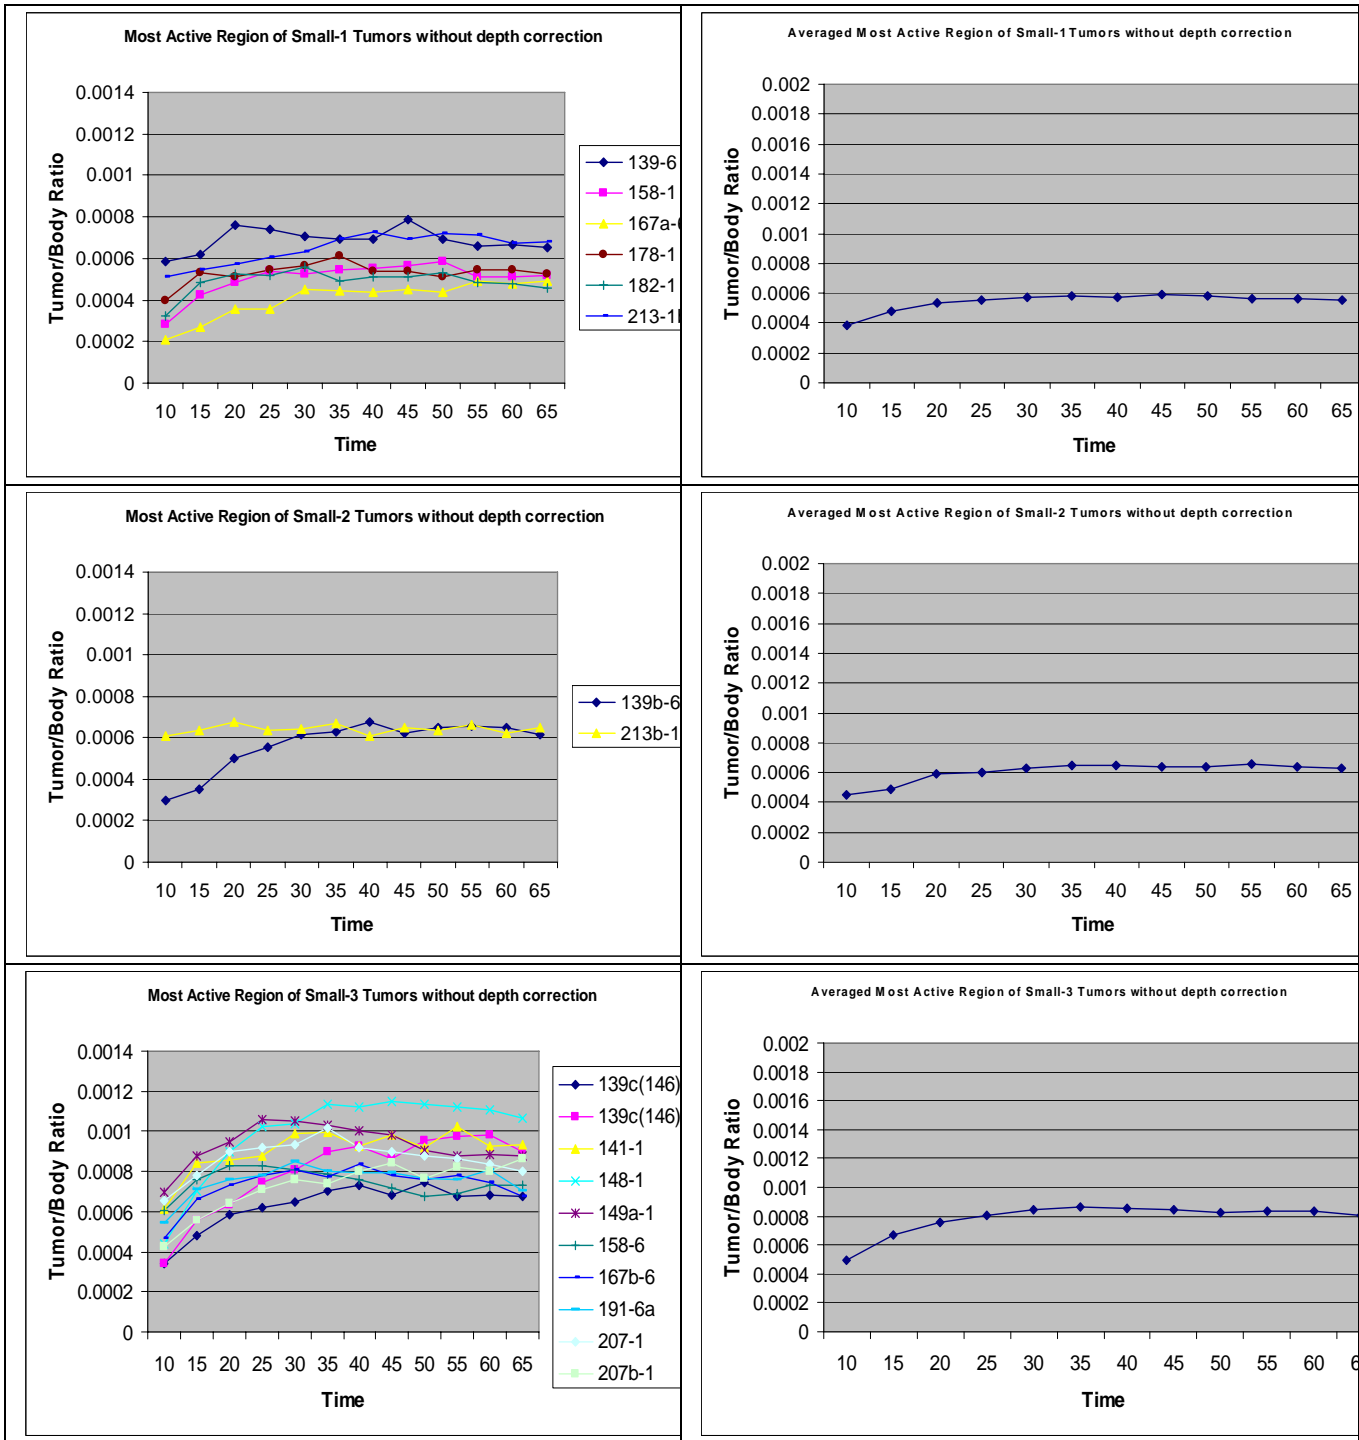 Most Active Region of Small-1 Tumors without depth correction
0.0014
0.0012
0.001
0.0008
0.0006
0.0004
0.0002
0
Tumor/Body Ratio
10 15 20 25 30 35 40 45 50 55 60 65
Time
139-6
158-1
167a-6
178-1
182-1
213-1b
Averaged Most Active Region of Small-1 Tumors without depth correction
0.002
0.0018
0.0016
0.0014
0.0012
0.001
0.0008
0.0006
0.0004
0.0002
0
Tumor/Body Ratio
10 15 20 25 30 35 40 45 50 55 60 65
Time
Most Active Region of Small-2 Tumors without depth correction
0.0014
0.0012
0.001
0.0008
0.0006
0.0004
0.0002
0
Tumor/Body Ratio
10 15 20 25 30 35 40 45 50 55 60 65
Time
139b-6
213b-1
Averaged Most Active Region of Small-2 Tumors without depth correction
0.002
0.0018
0.0016
0.0014
0.0012
0.001
0.0008
0.0006
0.0004
0.0002
0
Tumor/Body Ratio
10 15 20 25 30 35 40 45 50 55 60 65
Time
Most Active Region of Small-3 Tumors without depth correction
0.0014
0.0012
0.001
0.0008
0.0006
0.0004
0.0002
0
Tumor/Body Ratio
10 15 20 25 30 35 40 45 50 55 60 65
Time
139c(146)
139c(146)
141-1
148-1
149a-1
158-6
167b-6
191-6a
207-1
207b-1
Averaged Most Active Region of Small-3 Tumors without depth correction
0.002
0.0018
0.0016
0.0014
0.0012
0.001
0.0008
0.0006
0.0004
0.0002
0
Tumor/Body Ratio
10 15 20 25 30 35 40 45 50 55 60 6
Time